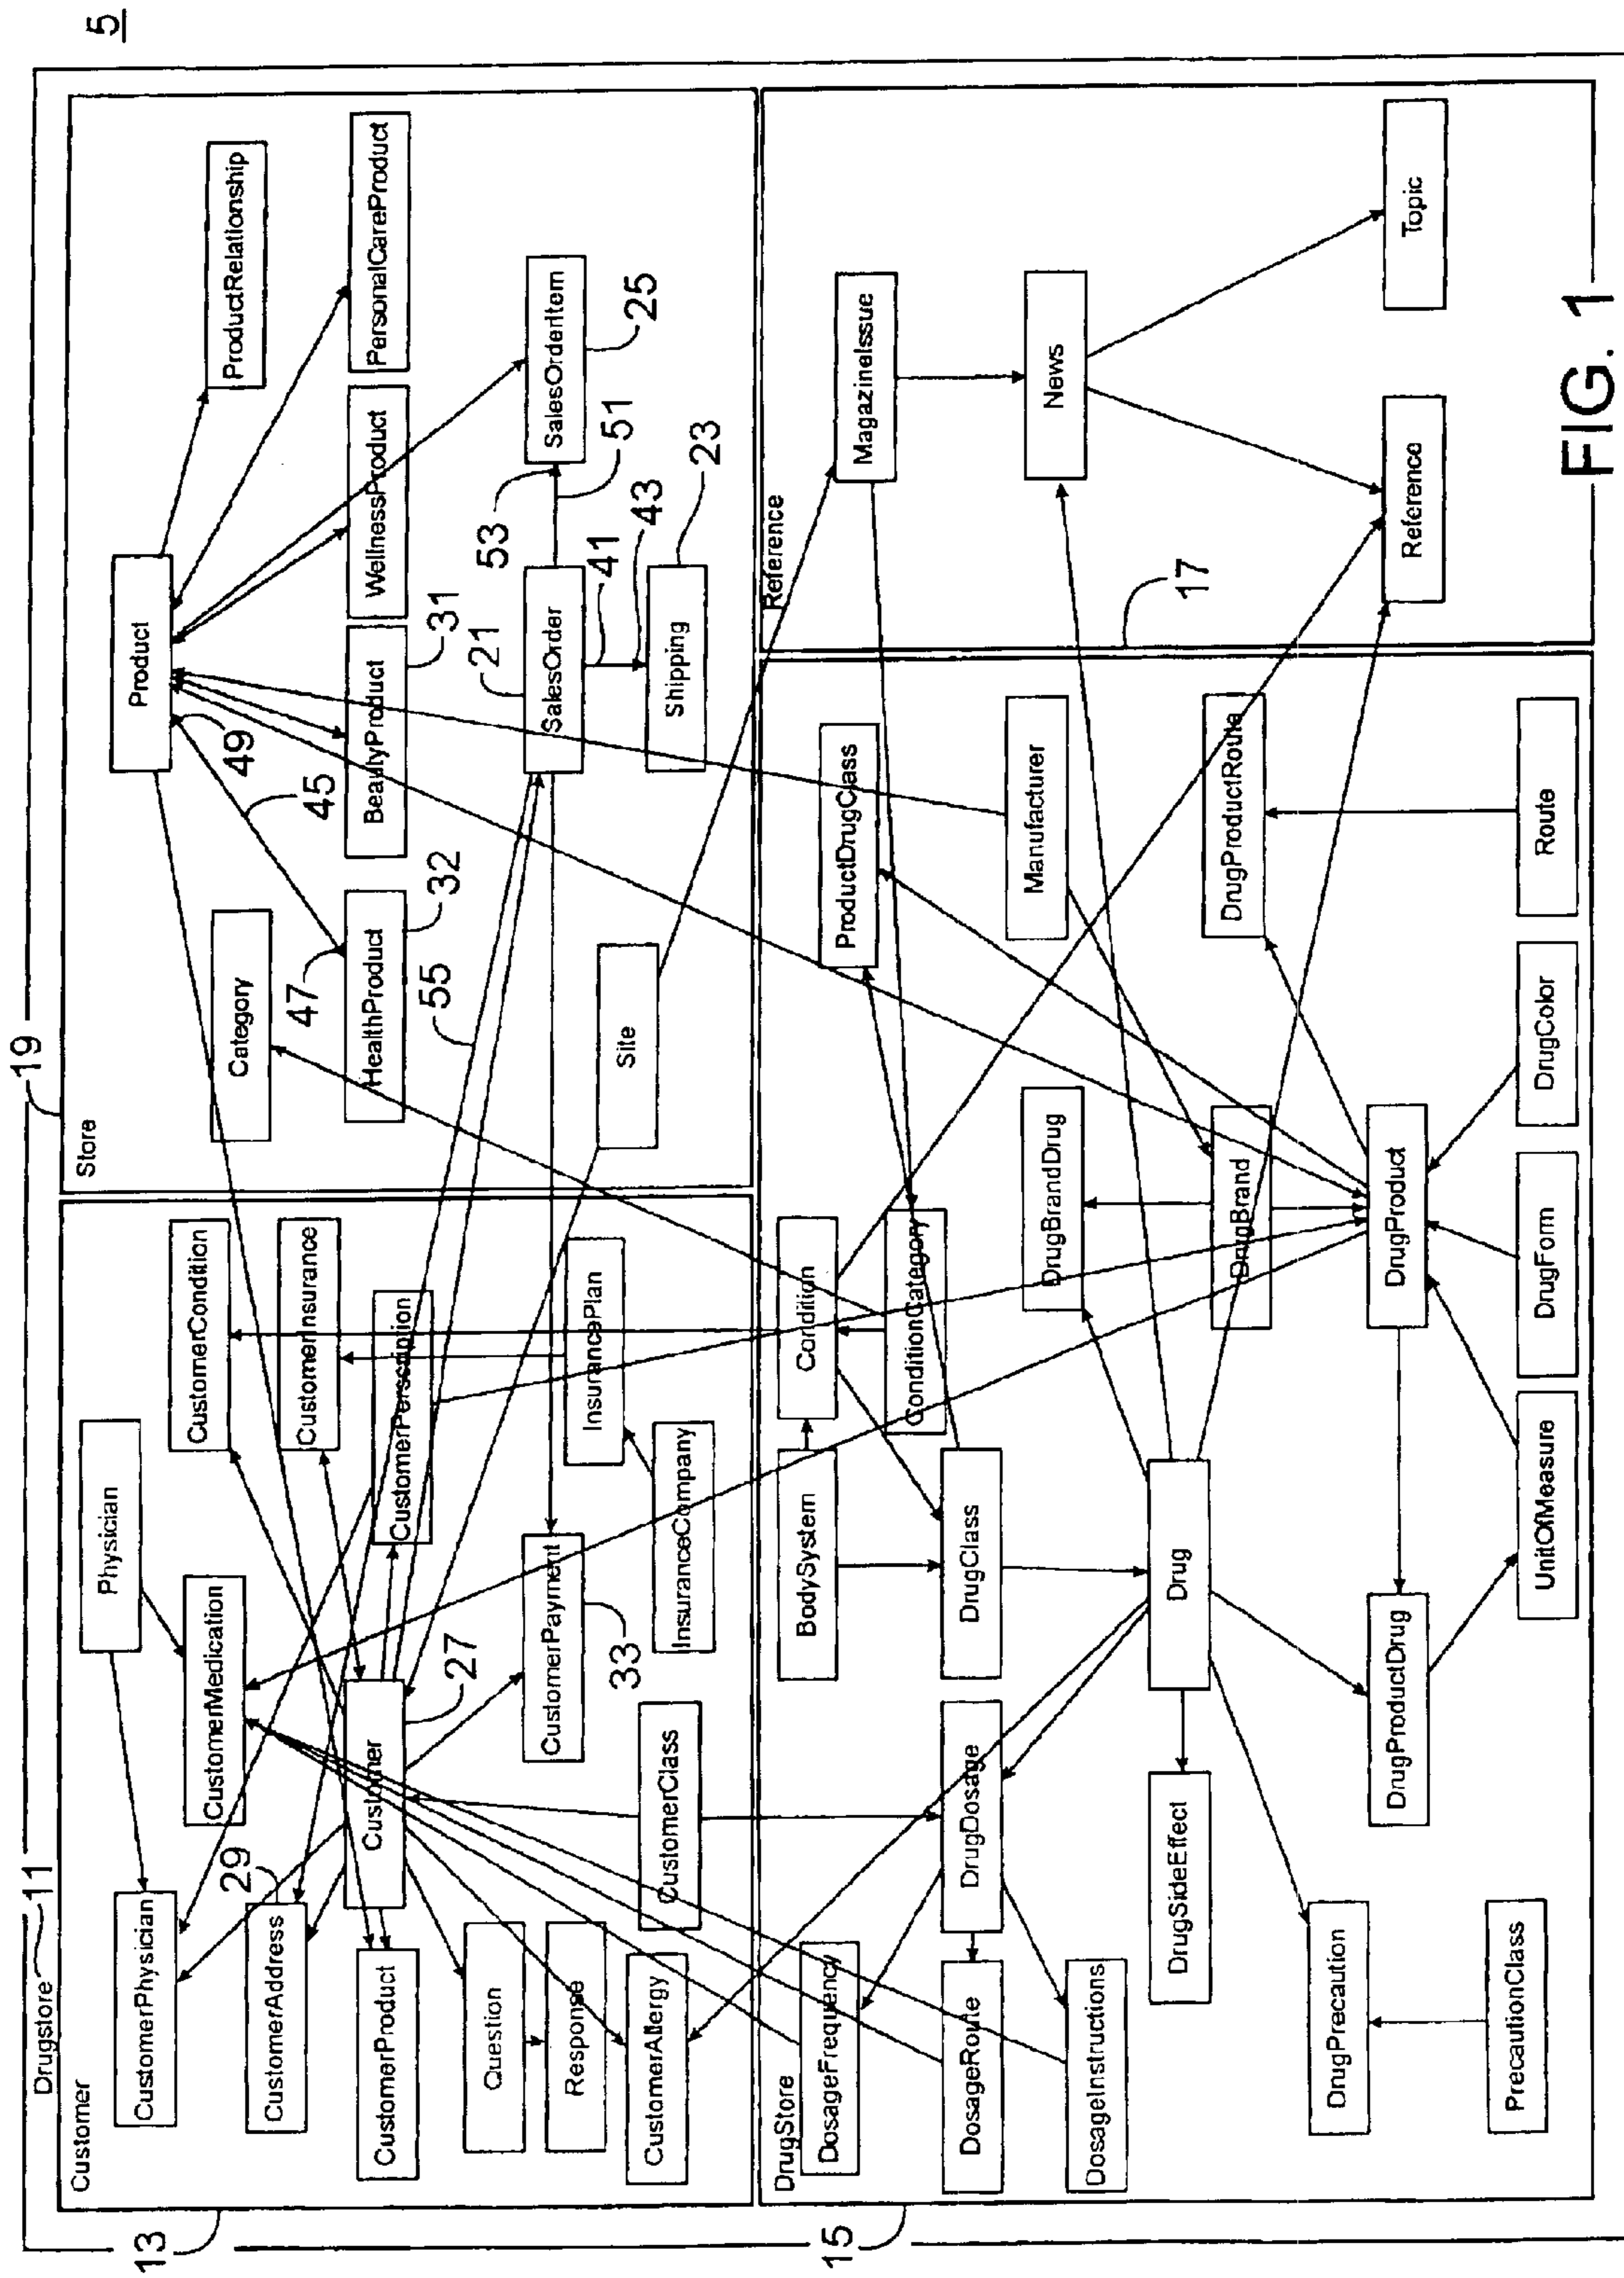 5
19
Drugstore 11
Customer
13
CustomerPhysician
Physician
CustomerMedication
CustomerCondition
29
CustomerAddress
CustomerInsurance
CustomerProduct
Customer
27
CustomerPerscription
Question
Response
CustomerPayment
33
InsurancePlan
CustomerAllergy
CustomerClass
InsuranceCompany
Store
Product
49
45
Category
ProductRelationship
47
HealthProduct
32
BeautyProduct
31
WellnessProduct
PersonalCareProduct
55
21
SalesOrder
53
51
SalesOrderItem
25
41
43
Site
Shipping
23
DrugStore
15
DosageFrequency
BodySystem
Condition
ProductDrugClass
DosageRoute
DrugDosage
DrugClass
ConditionCategory
DosageInstructions
DrugBrandDrug
Manufacturer
DrugSideEffect
Drug
DrugBrand
DrugProductRoute
DrugPrecaution
DrugProductDrug
DrugProduct
PrecautionClass
UnitOfMeasure
DrugForm
DrugColor
Route
Reference
MagazineIssue
News
17
Reference
Topic
FIG. 1